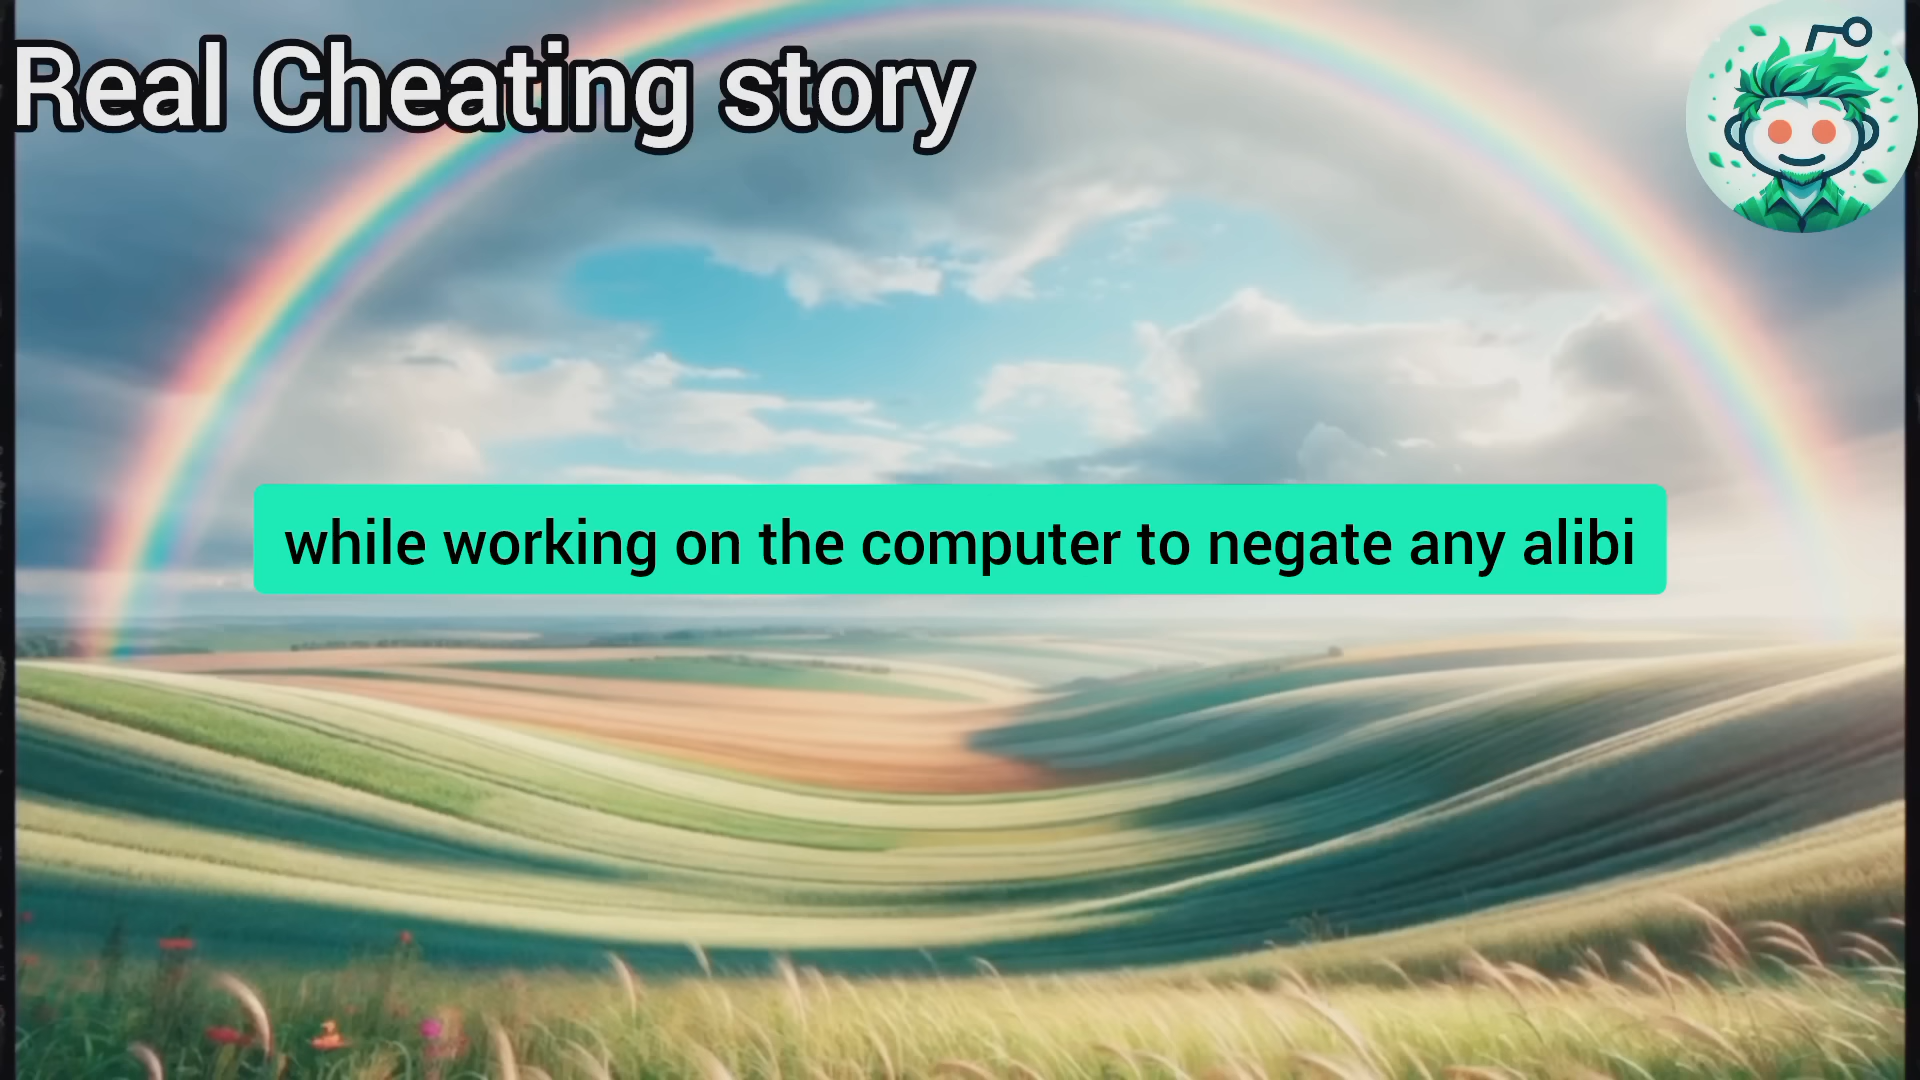 Real Cheating story
while working on the computer to negate any alibi